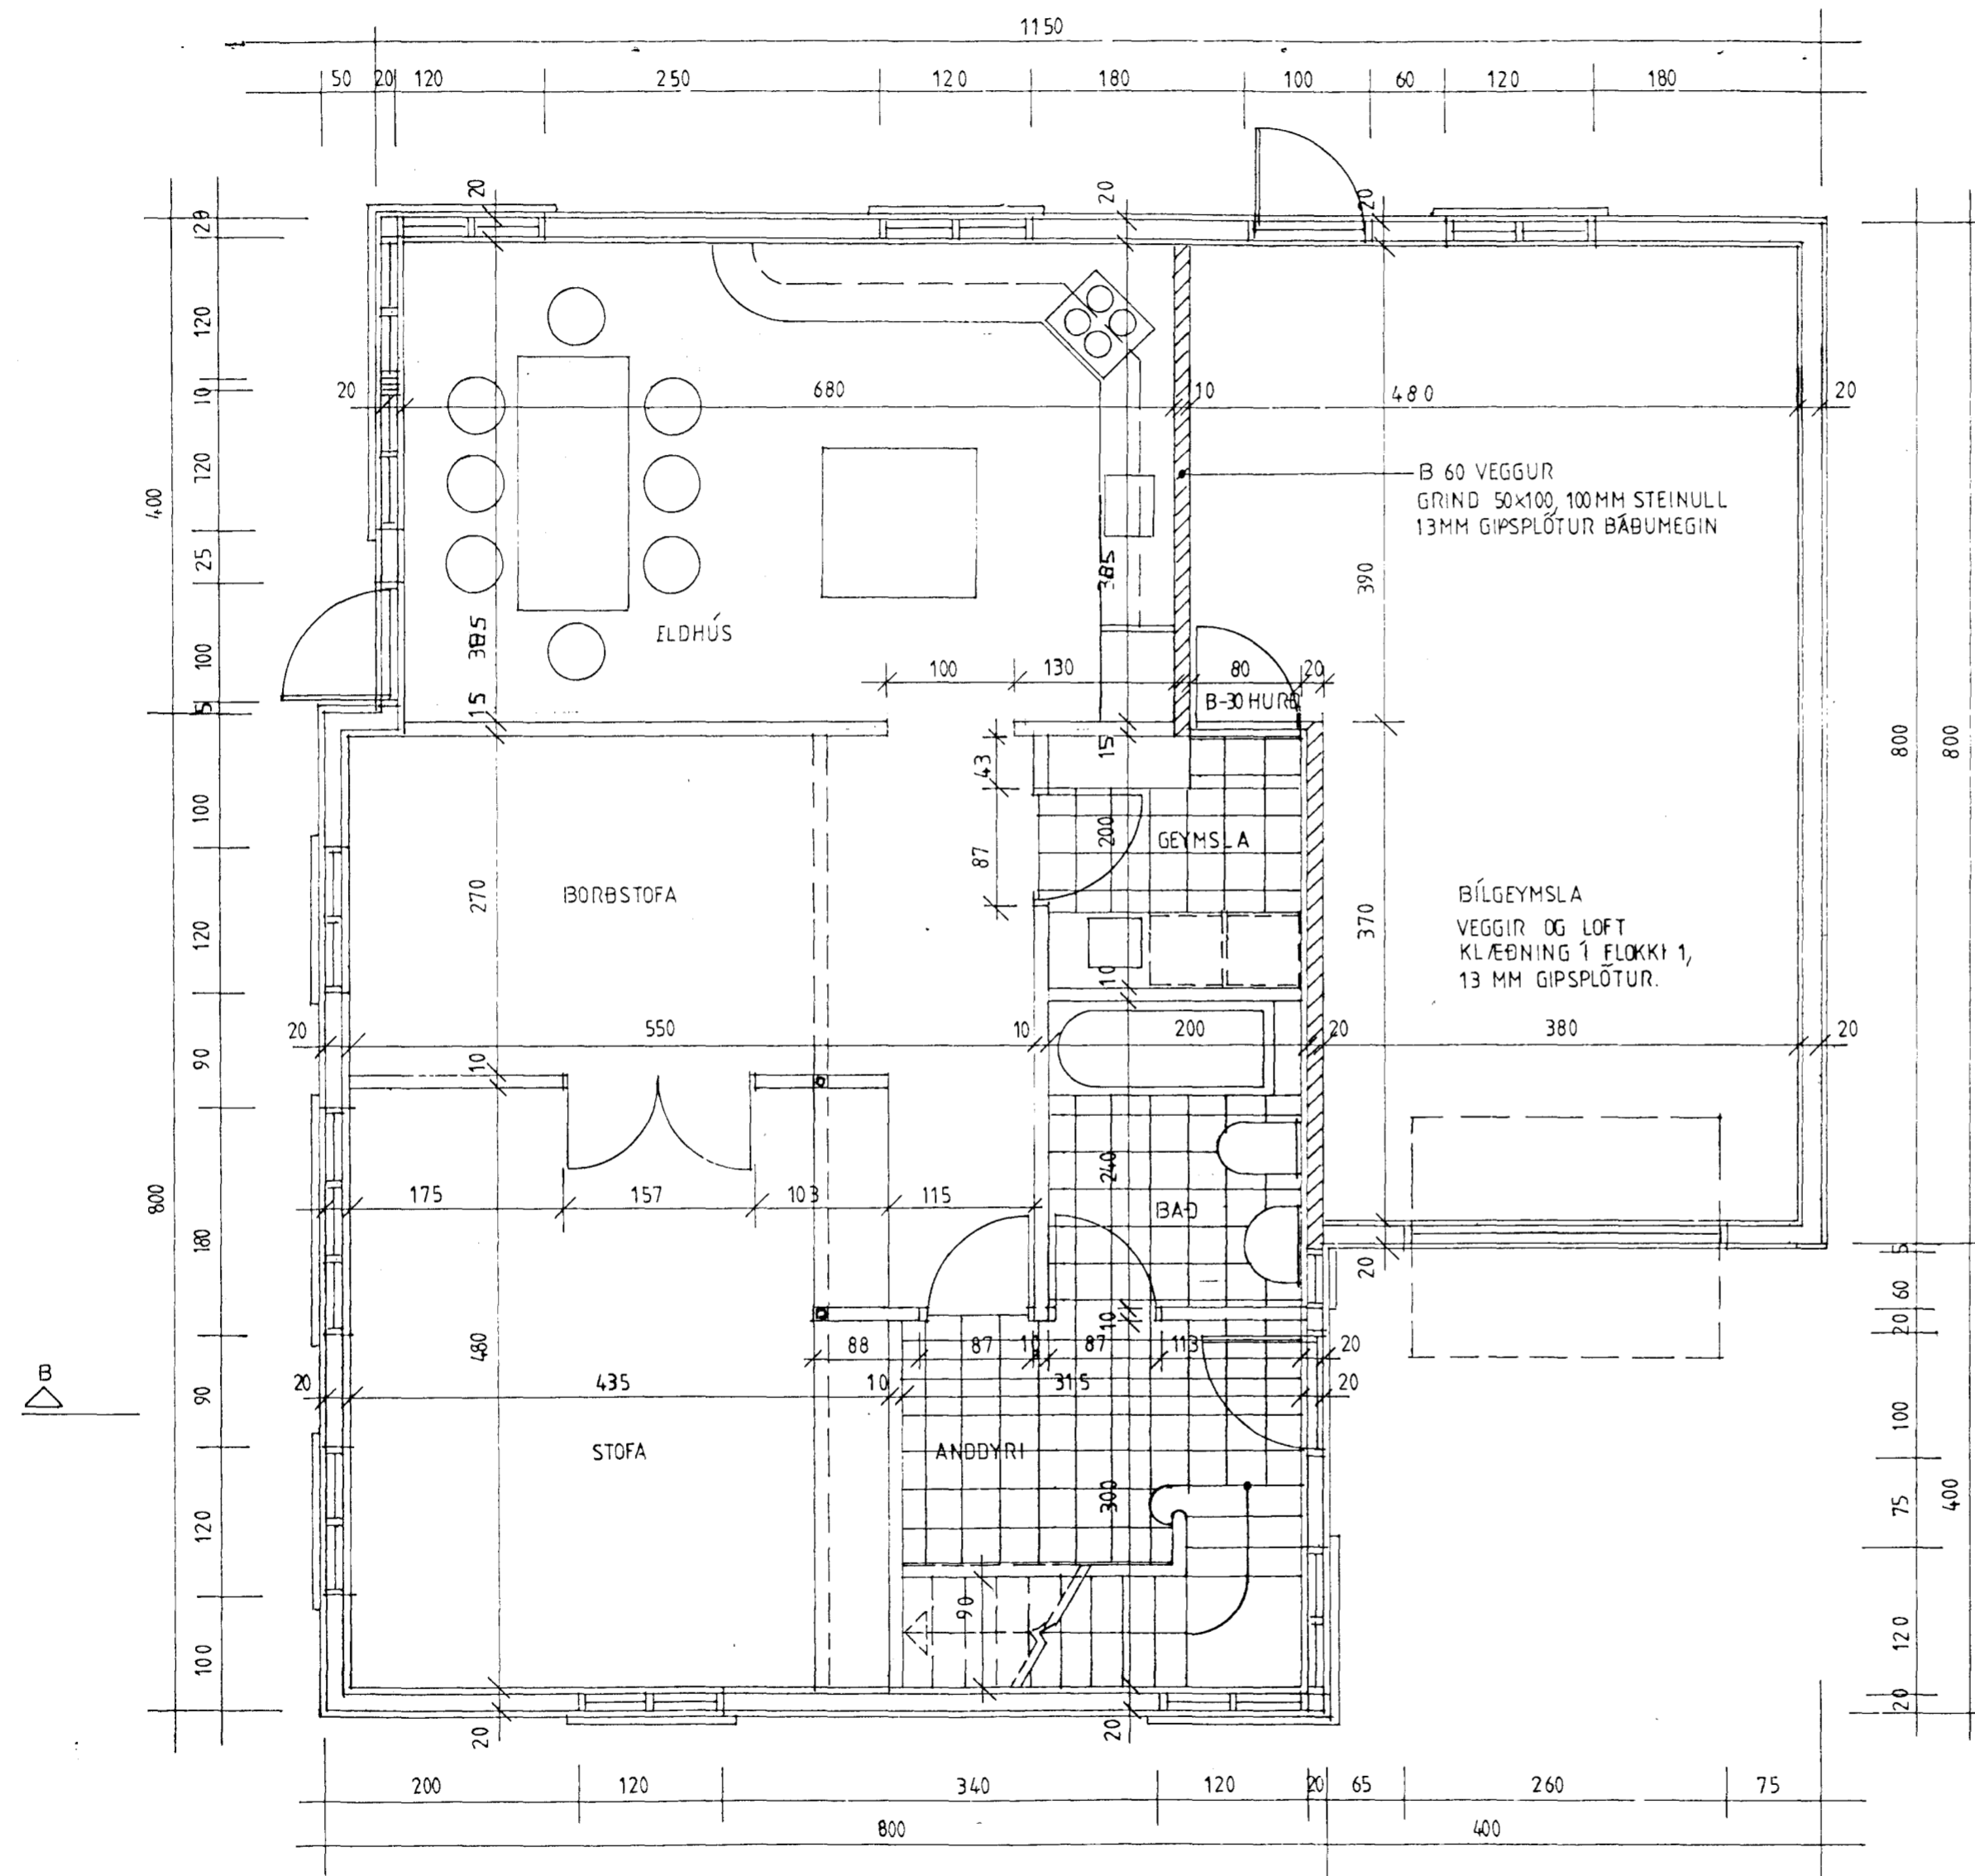 1150
50 20 120 250 120 180 100 60 120 180
20 20 20
20 120 10 120 25 100 5 100 120 90 180 90 120 100
400
800
20 680 10 480 20
B 60 VEGGUR
GRIND 50x100, 100MM STEINULL
13MM GIPSPLÖTUR BÁÐUMEGIN
385
390
385
ELDHÚS
100 130 80 20
B-30 HURÐ
15
15
43
87
200
GEYMSLA
270
BORÐSTOFA
370
BÍLGEYMSLA
VEGGIR OG LOFT
KLÆÐNING Í FLOKKI 1,
13 MM GIPSPLÖTUR.
10
20 550 10 200 20 380 20
10
240
175 157 103 115
BAÐ
20
10
480
88 87 10 87 113 20
20 435 10 315 20
B
STOFA
ANDDYRI
300
90
20
20
800 800
5 60 20 100 75 120 20
400
200 120 340 120 20 65 260 75
800 400